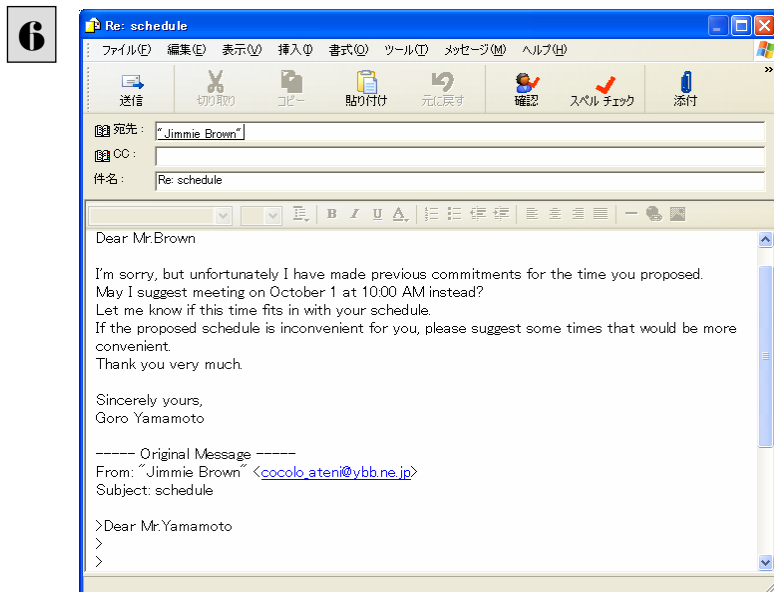 6
Re: schedule
ファイル(F) 編集(E) 表示(V) 挿入(I) 書式(O) ツール(T) メッセージ(M) ヘルプ(H)
送信 切り取り コピー 貼り付け 元に戻す 確認 スペル チェック 添付
宛先: "Jimmie Brown"
CC:
件名: Re: schedule
B I U A
Dear Mr.Brown
I'm sorry, but unfortunately I have made previous commitments for the time you proposed.
May I suggest meeting on October 1 at 10:00 AM instead?
Let me know if this time fits in with your schedule.
If the proposed schedule is inconvenient for you, please suggest some times that would be more
convenient.
Thank you very much.
Sincerely yours,
Goro Yamamoto
----- Original Message -----
From: "Jimmie Brown" <cocolo_ateni@ybb.ne.jp>
Subject: schedule
>Dear Mr.Yamamoto
>
>